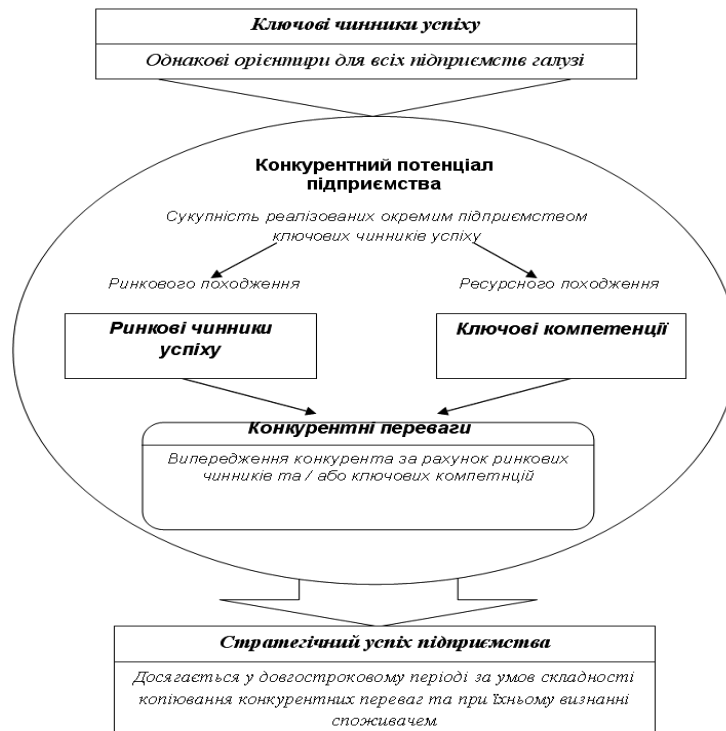 Ключові чинники успіху
Однакові орієнтири для всіх підприємств галузі
Конкурентний потенціал
підприємства
Сукупність реалізованих окремим підприємством
ключових чинників успіху
Ринкового походження
Ресурсного походження
Ринкові чинники
успіху
Ключові компетенції
Конкурентні переваги
Випередження конкурента за рахунок ринкових
чинників та / або ключових компетнцій
Стратегічний успіх підприємства
Досягається у довгостроковому періоді за умов складності
копіювання конкурентних переваг та при їхньому визнанні
споживачем